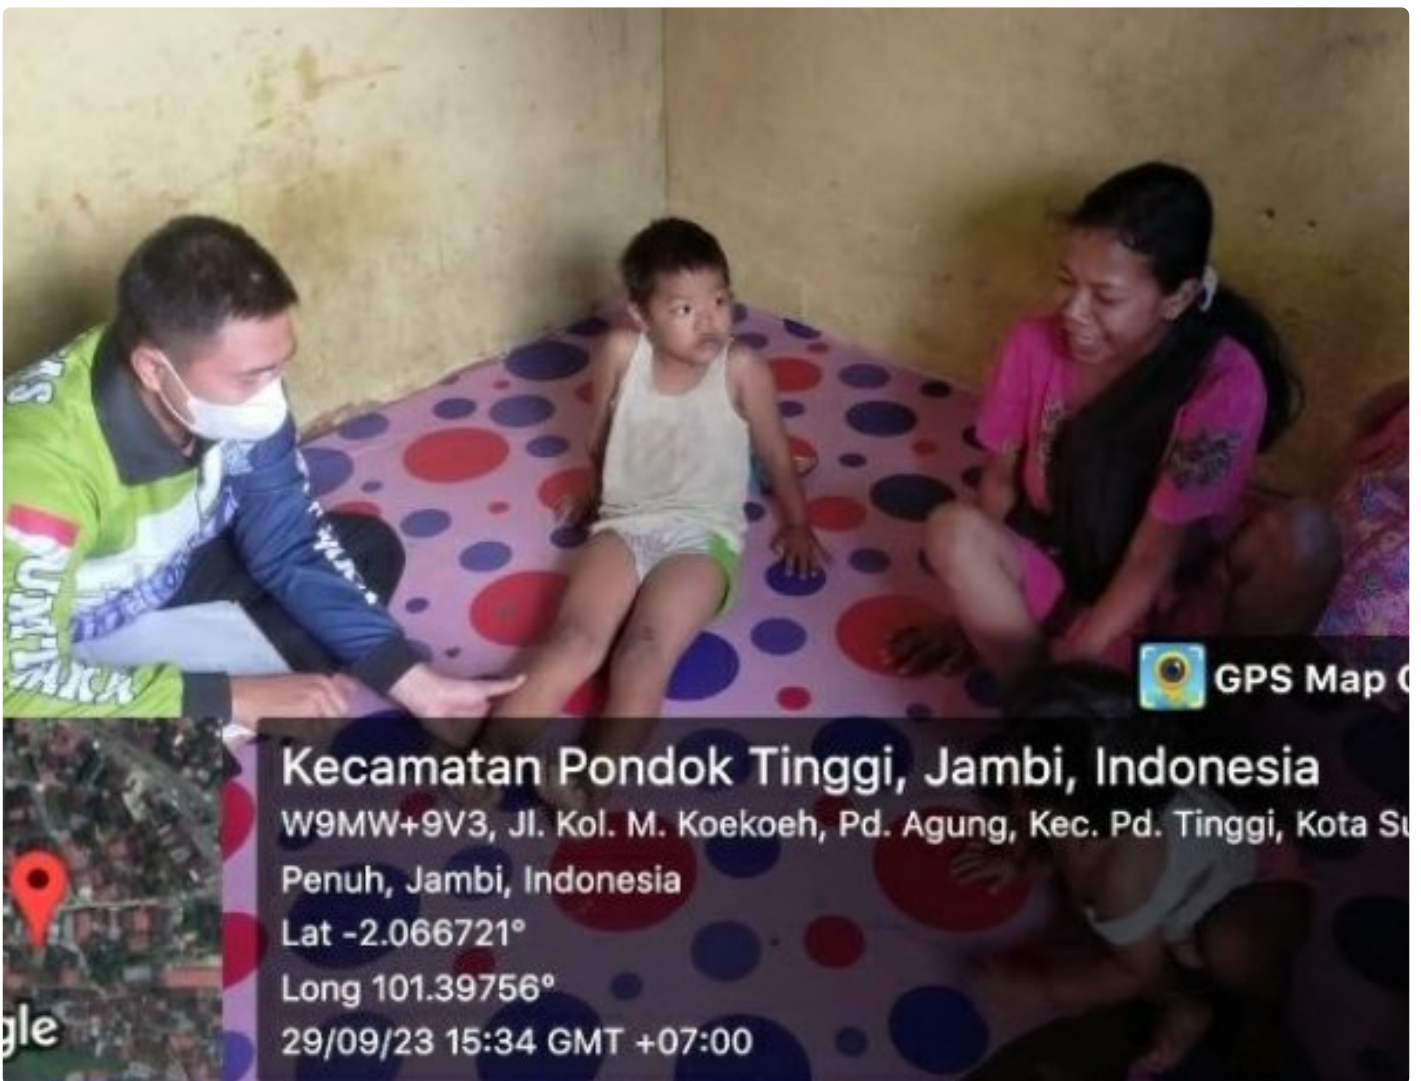 GPS Map C
Kecamatan Pondok Tinggi, Jambi, Indonesia
W9MW+9V3, Jl. Kol. M. Koekoeh, Pd. Agung, Kec. Pd. Tinggi, Kota Su
Penuh, Jambi, Indonesia
Lat -2.066721°
Long 101.39756°
29/09/23 15:34 GMT +07:00
gle